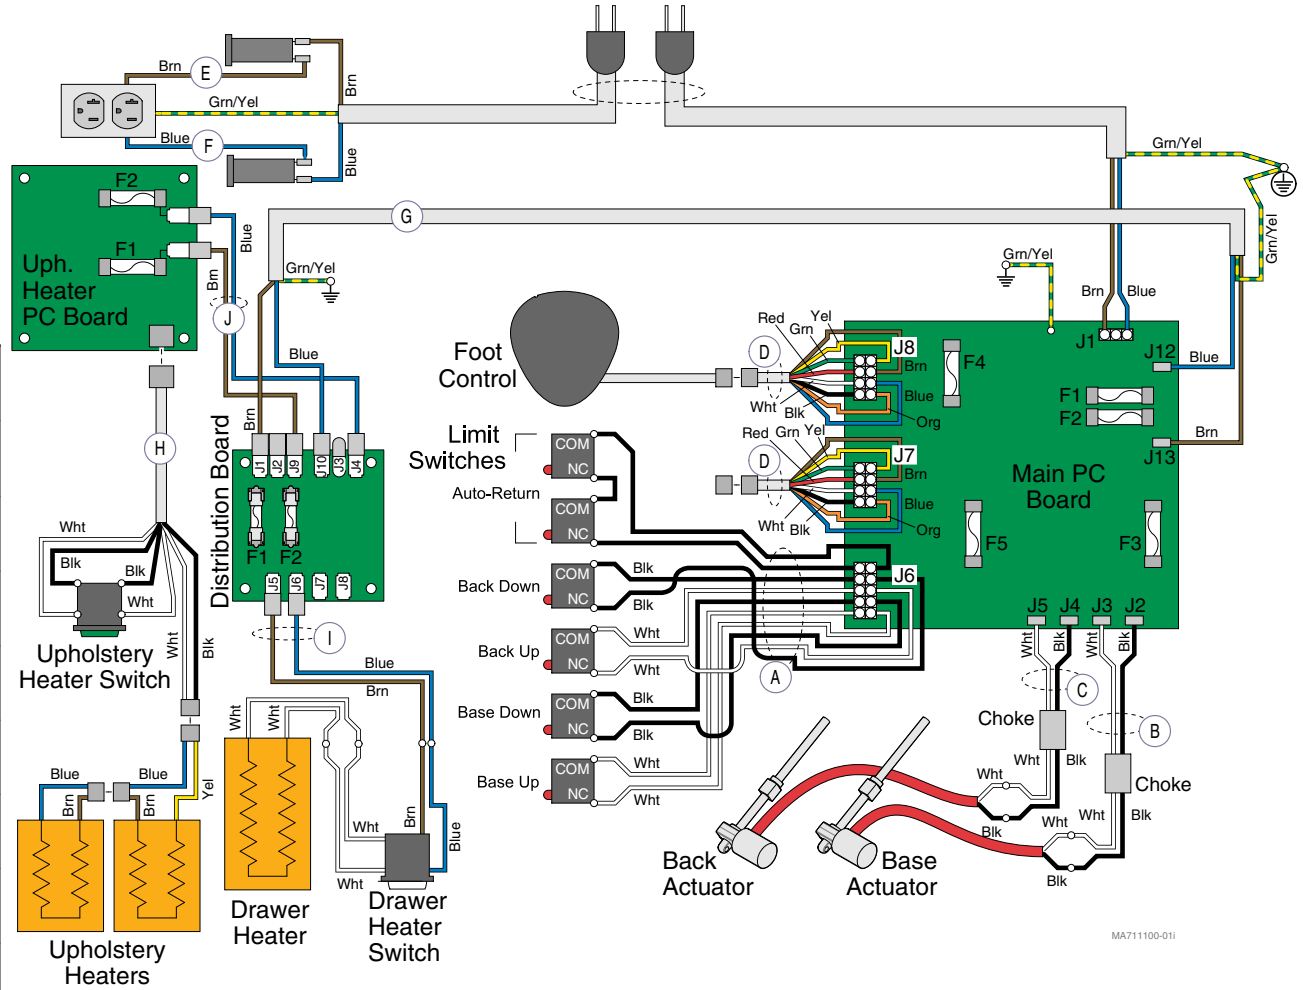 Brn
E
Brn
Grn/Yel
Blue
F
Blue
Grn/Yel
F2
F1
Uph.
Heater
PC Board
Blue
Brn
J
G
Grn/Yel
Grn/Yel
Grn/Yel
Brn
Blue
J1
J12
Blue
F4
F1
F2
Brn
J13
Main PC
Board
F5
F3
J5
J4
J3
J2
Foot
Control
D
Red
Grn
Yel
J8
Brn
Blue
Org
Wht
Blk
Limit
Switches
Auto-Return
COM
NC
COM
NC
D
Red
Grn
Yel
J7
Brn
Blue
Org
Wht
Blk
J6
Back Down
COM
NC
Blk
Blk
Back Up
COM
NC
Wht
Wht
A
Base Down
COM
NC
Blk
Blk
Base Up
COM
NC
Wht
Wht
Blue
Brn
Distribution Board
J1
J2
J9
J10
J3
J4
F1
F2
J5
J6
J7
J8
I
Blue
Brn
H
Wht
Blk
Blk
Wht
Upholstery
Heater Switch
Wht
Blk
Blue
Blue
Brn
Brn
Yel
Upholstery
Heaters
Wht
Wht
Drawer
Heater
Wht
Wht
Brn
Blue
Drawer
Heater
Switch
Wht
Blk
Wht
Blk
C
B
Choke
Choke
Wht
Blk
Wht
Blk
Wht
Blk
Wht
Blk
Back
Actuator
Base
Actuator
MA711100-01i